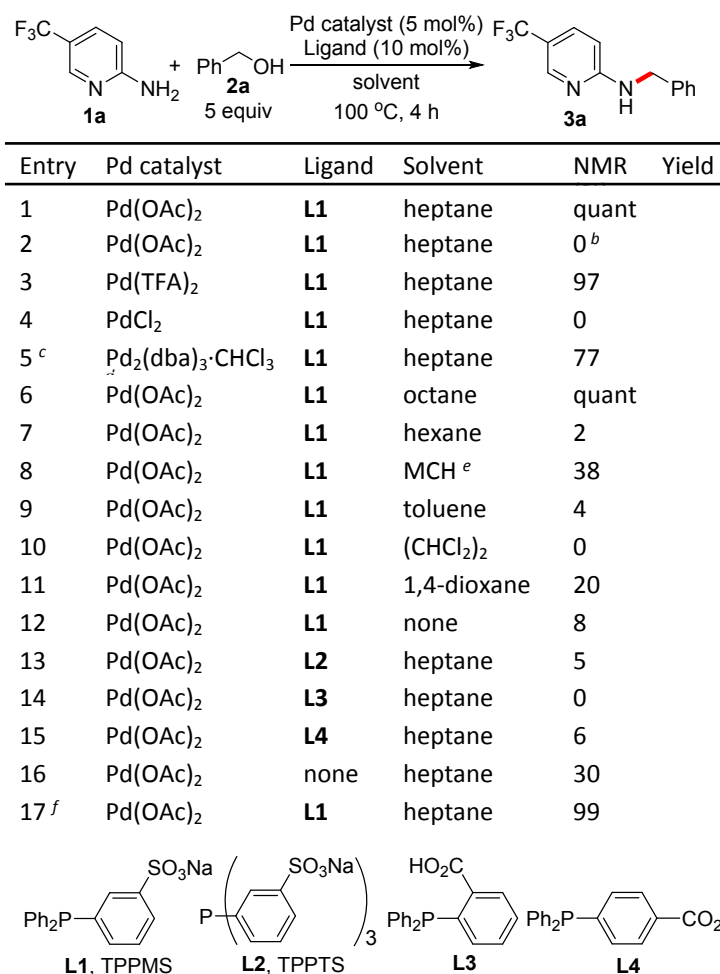 F₃C
N
NH₂
1a
+
Ph
OH
2a
5 equiv
Pd catalyst (5 mol%)
Ligand (10 mol%)
solvent
100 °C, 4 h
F₃C
N
N
H
Ph
3a
Entry Pd catalyst Ligand Solvent NMR Yield
1 Pd(OAc)₂ L1 heptane quant
2 Pd(OAc)₂ L1 heptane 0 b
3 Pd(TFA)₂ L1 heptane 97
4 PdCl₂ L1 heptane 0
5 c Pd₂(dba)₃·CHCl₃ L1 heptane 77
6 Pd(OAc)₂ L1 octane quant
7 Pd(OAc)₂ L1 hexane 2
8 Pd(OAc)₂ L1 MCH e 38
9 Pd(OAc)₂ L1 toluene 4
10 Pd(OAc)₂ L1 (CHCl₂)₂ 0
11 Pd(OAc)₂ L1 1,4-dioxane 20
12 Pd(OAc)₂ L1 none 8
13 Pd(OAc)₂ L2 heptane 5
14 Pd(OAc)₂ L3 heptane 0
15 Pd(OAc)₂ L4 heptane 6
16 Pd(OAc)₂ none heptane 30
17 f Pd(OAc)₂ L1 heptane 99
SO₃Na
Ph₂P
L1, TPPMS
SO₃Na
P
3
L2, TPPTS
HO₂C
Ph₂P
L3
Ph₂P
CO₂
L4